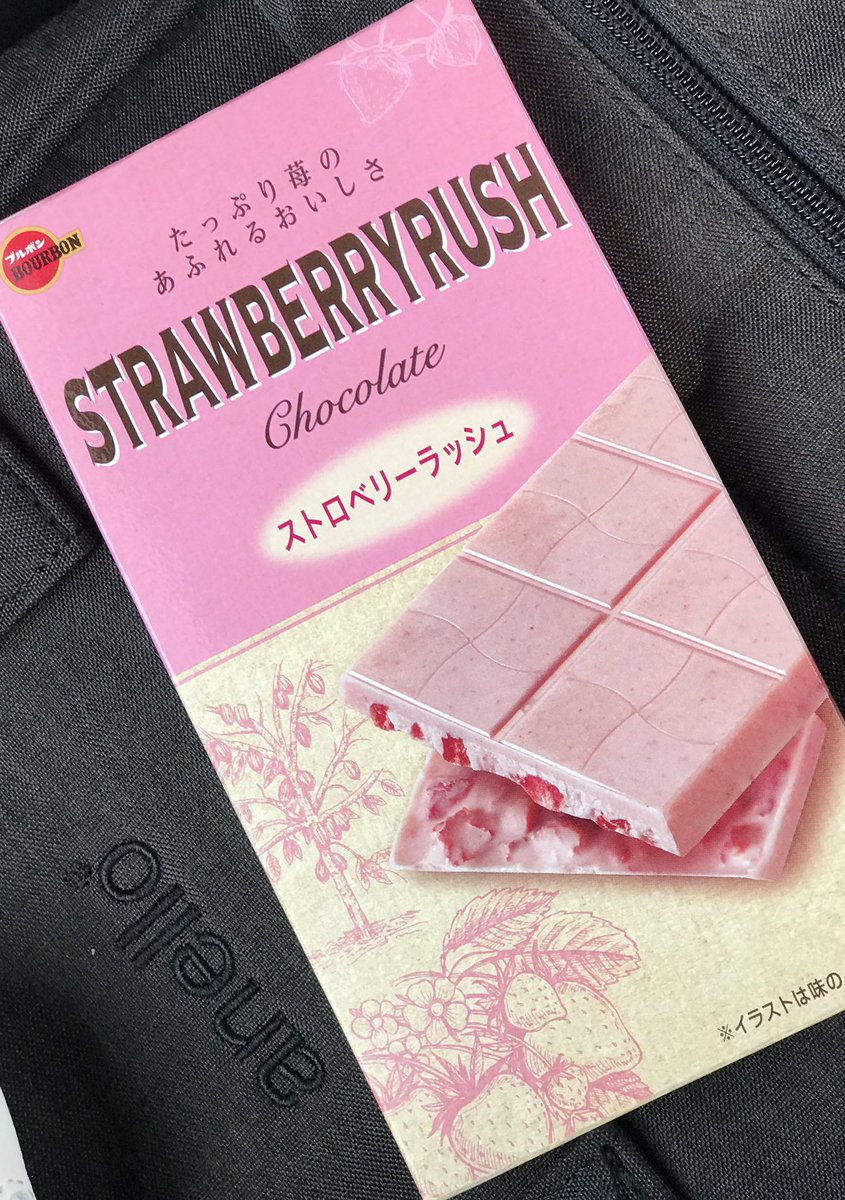 たっぷり苺の
あふれるおいしさ
ブルボン
BOURBON
STRAWBERRYRUSH
Chocolate
ストロベリーラッシュ
※イラストは味の
anello